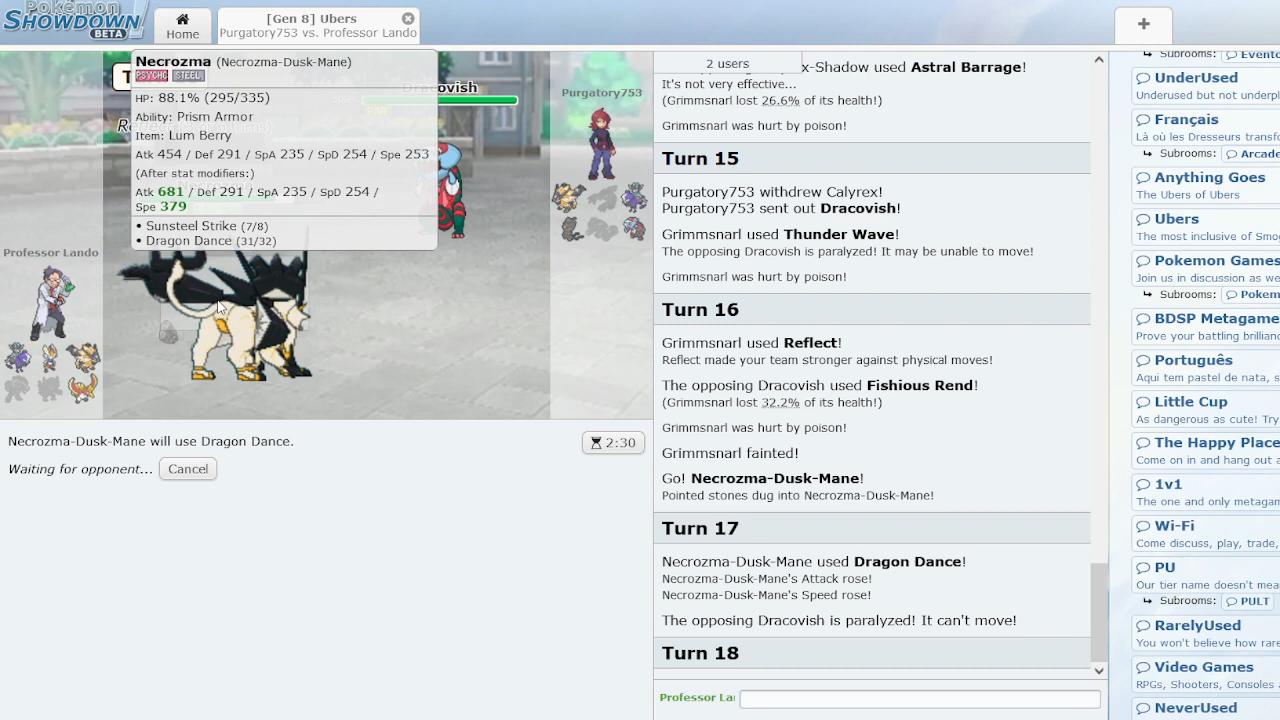 Pokémon
SHOWDOWN
BETA
Home
[Gen 8] Ubers
Purgatory753 vs. Professor Lando
+
Necrozma (Necrozma-Dusk-Mane)
PSYCHC STEEL
HP: 88.1% (295/335)
Ability: Prism Armor
Item: Lum Berry
Atk 454 / Def 291 / SpA 235 / SpD 254 / Spe 253
(After stat modifiers:)
Atk 681 / Def 291 / SpA 235 / SpD 254 /
Spe 379
• Sunsteel Strike (7/8)
• Dragon Dance (31/32)
Dracovish
PAR
Purgatory753
Professor Lando
Necrozma-Dusk-Mane will use Dragon Dance.
2:30
Waiting for opponent...
Cancel
2 users
x-Shadow used Astral Barrage!
It's not very effective...
(Grimmsnarl lost 26.6% of its health!)
Grimmsnarl was hurt by poison!
Turn 15
Purgatory753 withdrew Calyrex!
Purgatory753 sent out Dracovish!
Grimmsnarl used Thunder Wave!
The opposing Dracovish is paralyzed! It may be unable to move!
Grimmsnarl was hurt by poison!
Turn 16
Grimmsnarl used Reflect!
Reflect made your team stronger against physical moves!
The opposing Dracovish used Fishious Rend!
(Grimmsnarl lost 32.2% of its health!)
Grimmsnarl was hurt by poison!
Grimmsnarl fainted!
Go! Necrozma-Dusk-Mane!
Pointed stones dug into Necrozma-Dusk-Mane!
Turn 17
Necrozma-Dusk-Mane used Dragon Dance!
Necrozma-Dusk-Mane's Attack rose!
Necrozma-Dusk-Mane's Speed rose!
The opposing Dracovish is paralyzed! It can't move!
Turn 18
Professor La
Subrooms: Evento
UnderUsed
Underused but not underp
Français
Là où les Dresseurs transfo
Subrooms: Arcade
Anything Goes
The Ubers of Ubers
Ubers
The most inclusive of Smog
Pokemon Games
Join us in discussion as we
Subrooms: Pokem
BDSP Metagame
Prove your battling brillianc
Português
Aqui tem pastel de nata, s
Little Cup
As dangerous as cute! Try
The Happy Place
Come on in and hang out a
1v1
The one and only metagam
Wi-Fi
Come discuss, play, trade,
PU
Our tier name doesn't mea
Subrooms: PULT
RarelyUsed
You won't believe how rare
Video Games
RPGs, Shooters, Consoles a
NeverUsed